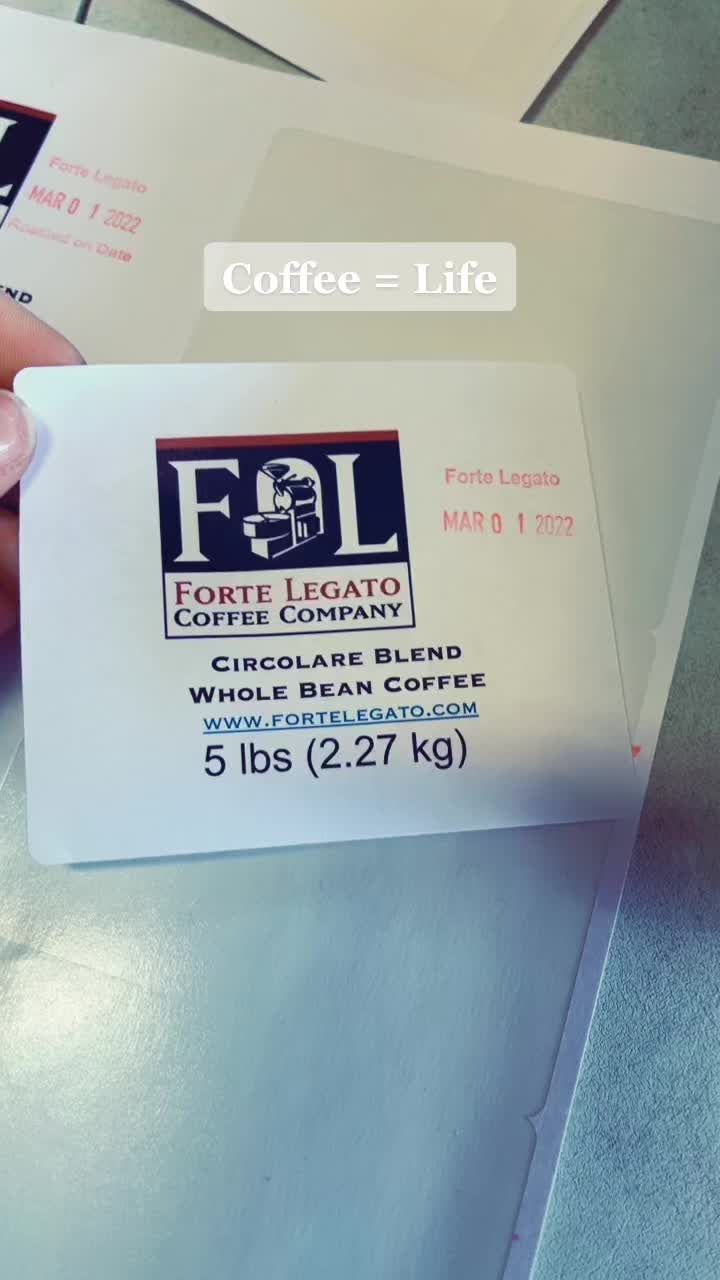 Forte Legato
MAR 0 1 2022
Roasted on Date
Coffee = Life
F L
FORTE LEGATO
COFFEE COMPANY
Forte Legato
MAR 0 1 2022
CIRCOLARE BLEND
WHOLE BEAN COFFEE
WWW.FORTELEGATO.COM
5 lbs (2.27 kg)